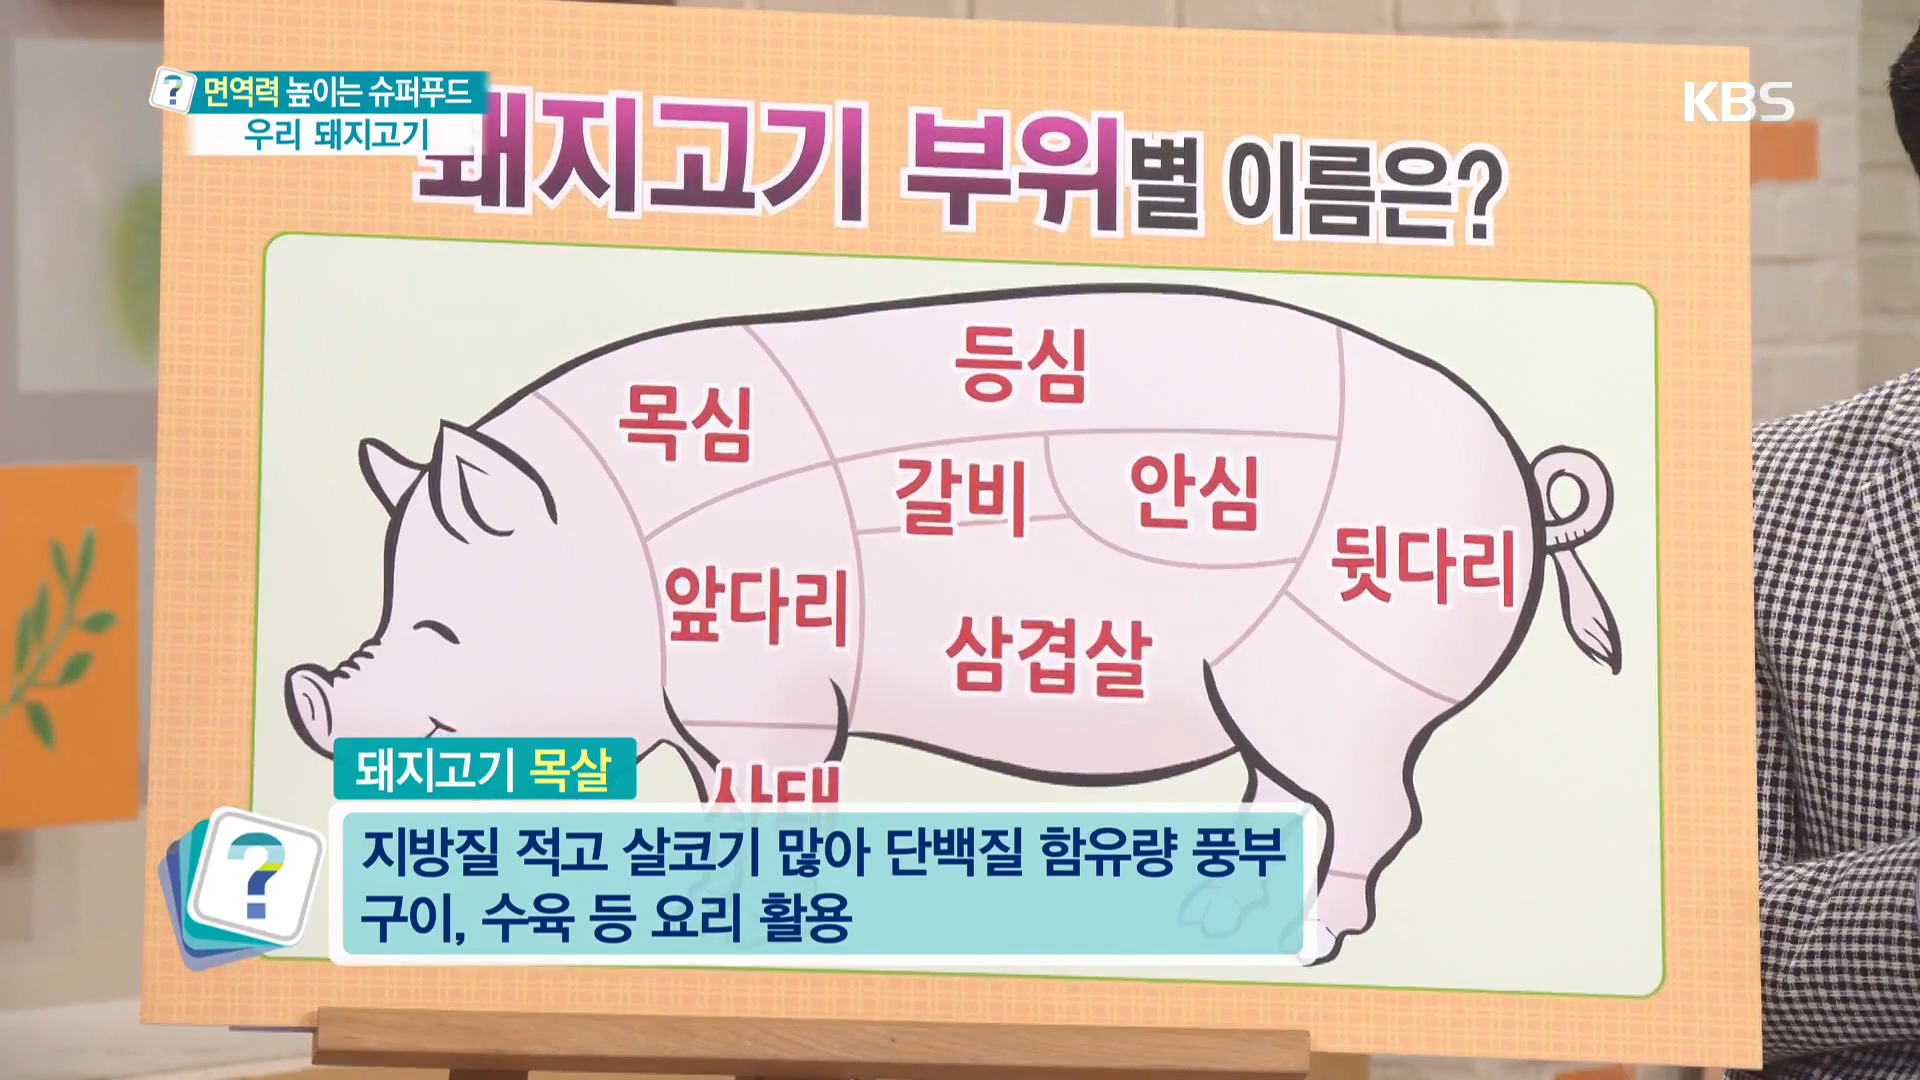 면역력 높이는 슈퍼푸드
우리 돼지고기
KBS
돼지고기 부위별 이름은?
등심
목심
갈비
안심
뒷다리
앞다리
삼겹살
사태
돼지고기 목살
?
지방질 적고 살코기 많아 단백질 함유량 풍부
구이, 수육 등 요리 활용